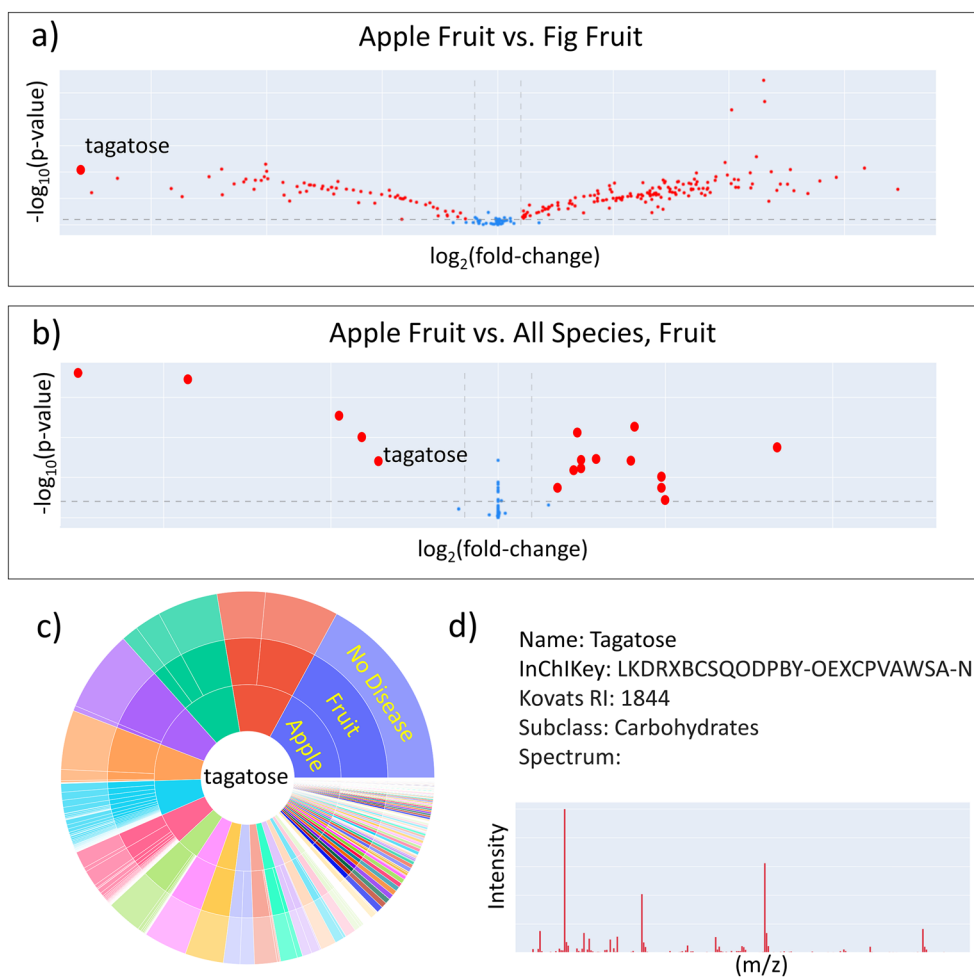 a)
Apple Fruit vs. Fig Fruit
-log10(p-value)
tagatose
log2(fold-change)
b)
Apple Fruit vs. All Species, Fruit
-log10(p-value)
tagatose
log2(fold-change)
c)
No Disease
Fruit
Apple
tagatose
d)
Name: Tagatose
InChIKey: LKDRXBCSQODPBY-OEXCPVAWSA-N
Kovats RI: 1844
Subclass: Carbohydrates
Spectrum:
Intensity
(m/z)